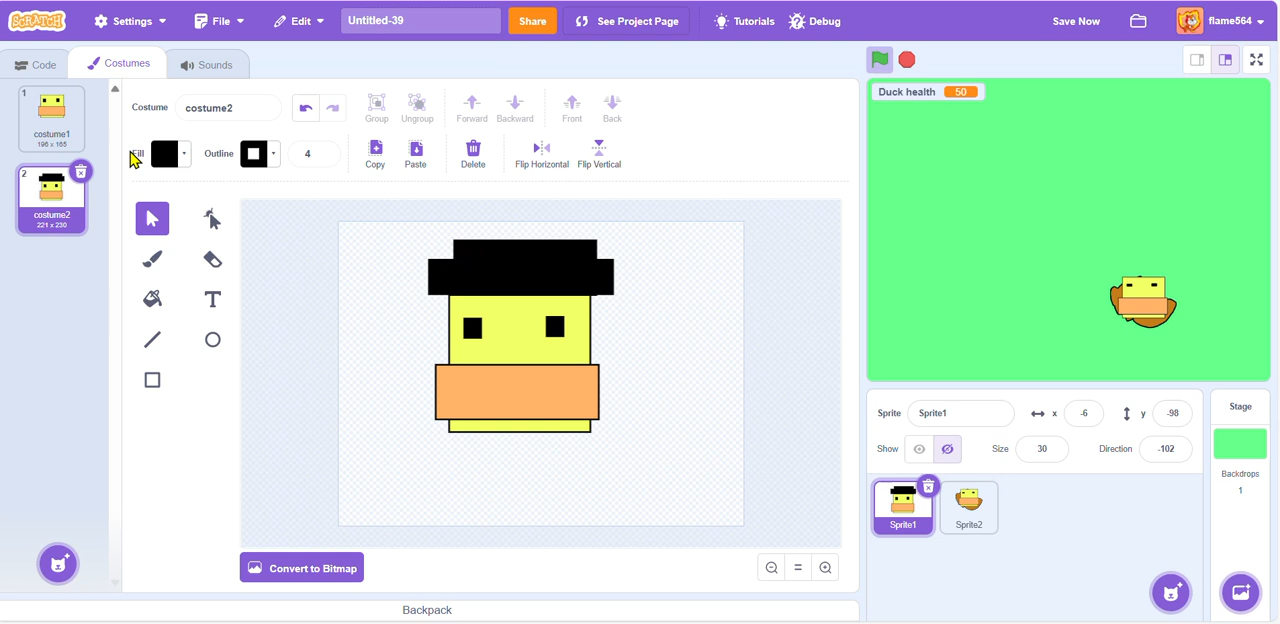 SCRATCH Settings File Edit Untitled-39 Share See Project Page Tutorials Debug Save Now flame564
Code Costumes Sounds
1
costume1
196 x 165
2
costume2
221 x 230
Costume costume2 Group Ungroup Forward Backward Front Back
Fill Outline 4 Copy Paste Delete Flip Horizontal Flip Vertical
T
Convert to Bitmap
Backpack
Duck health 50
Sprite Sprite1 x -6 y -98
Show Size 30 Direction -102
Sprite1 Sprite2
Stage
Backdrops
1